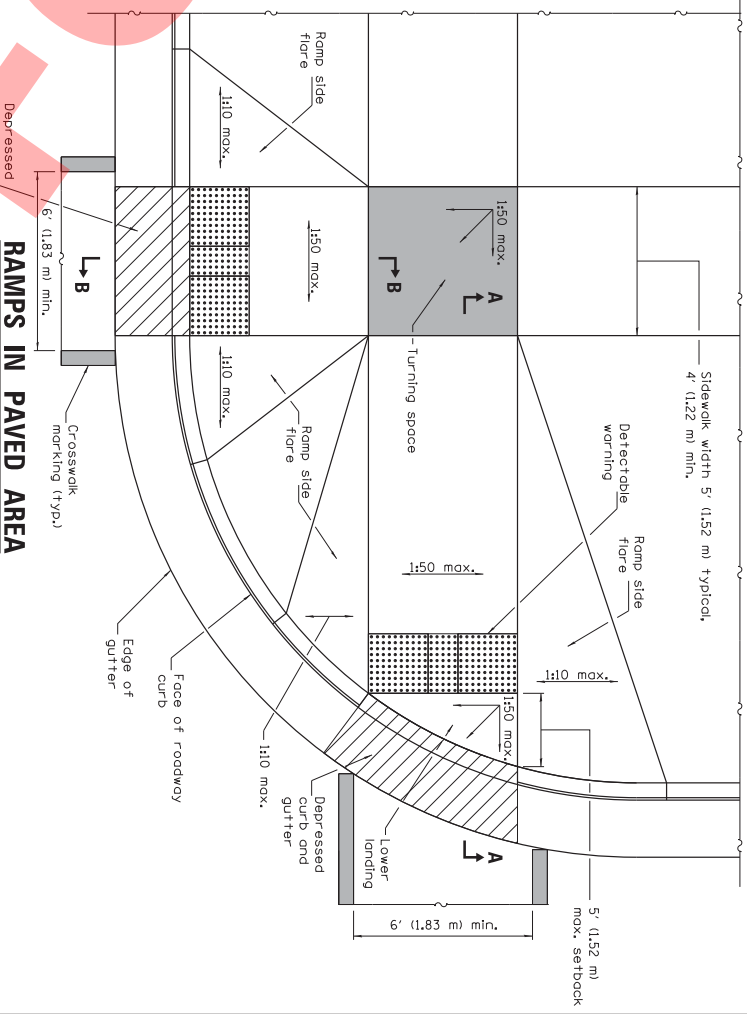 Ramp side
flare
1:10 max.
1:50 max.
1:50 max.
Sidewalk width 5' (1.52 m) typical,
4' (1.22 m) min.
A
B
B
Turning space
Depressed
6' (1.83 m) min.
Crosswalk
marking (typ.)
1:10 max.
Ramp side
flare
Detectable
warning
Ramp side
flare
1:50 max.
1:10 max.
1:50 max.
5' (1.52 m)
max. setback
Edge of
gutter
Face of roadway
curb
1:10 max.
Depressed
curb and
gutter
Lower
landing
A
6' (1.83 m) min.
RAMPS IN PAVED AREA